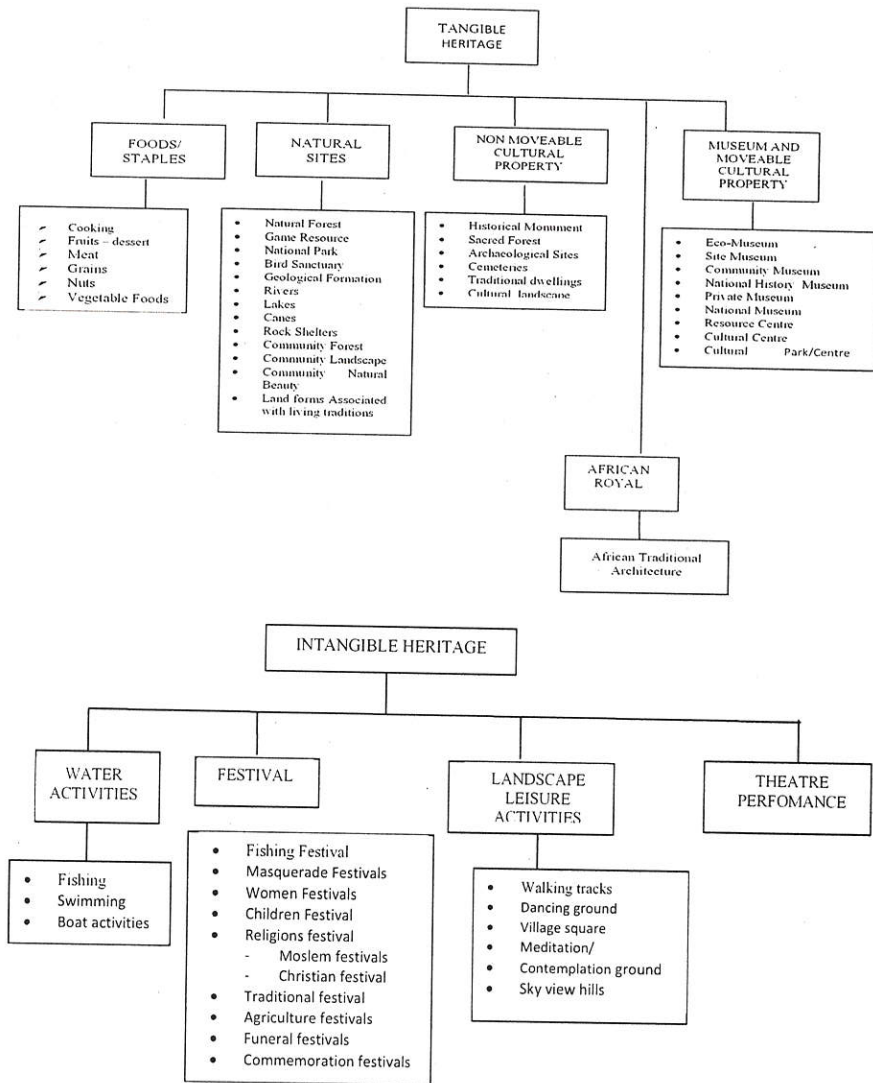 TANGIBLE
HERITAGE
FOODS/
STAPLES
Cooking
Fruits – dessert
Meat
Grains
Nuts
Vegetable Foods
NATURAL
SITES
Natural Forest
Game Resource
National Park
Bird Sanctuary
Geological Formation
Rivers
Lakes
Canes
Rock Shelters
Community Forest
Community Landscape
Community Natural
Beauty
Land forms Associated
with living traditions
NON MOVEABLE
CULTURAL
PROPERTY
Historical Monument
Sacred Forest
Archaeological Sites
Cemeteries
Traditional dwellings
Cultural landscape
MUSEUM AND
MOVEABLE
CULTURAL
PROPERTY
Eco-Museum
Site Museum
Community Museum
National History Museum
Private Museum
National Museum
Resource Centre
Cultural Centre
Cultural Park/Centre
AFRICAN
ROYAL
African Traditional
Architecture
INTANGIBLE HERITAGE
WATER
ACTIVITIES
Fishing
Swimming
Boat activities
FESTIVAL
Fishing Festival
Masquerade Festivals
Women Festivals
Children Festival
Religions festival
- Moslem festivals
- Christian festival
Traditional festival
Agriculture festivals
Funeral festivals
Commemoration festivals
LANDSCAPE
LEISURE
ACTIVITIES
Walking tracks
Dancing ground
Village square
Meditation/
Contemplation ground
Sky view hills
THEATRE
PERFOMANCE